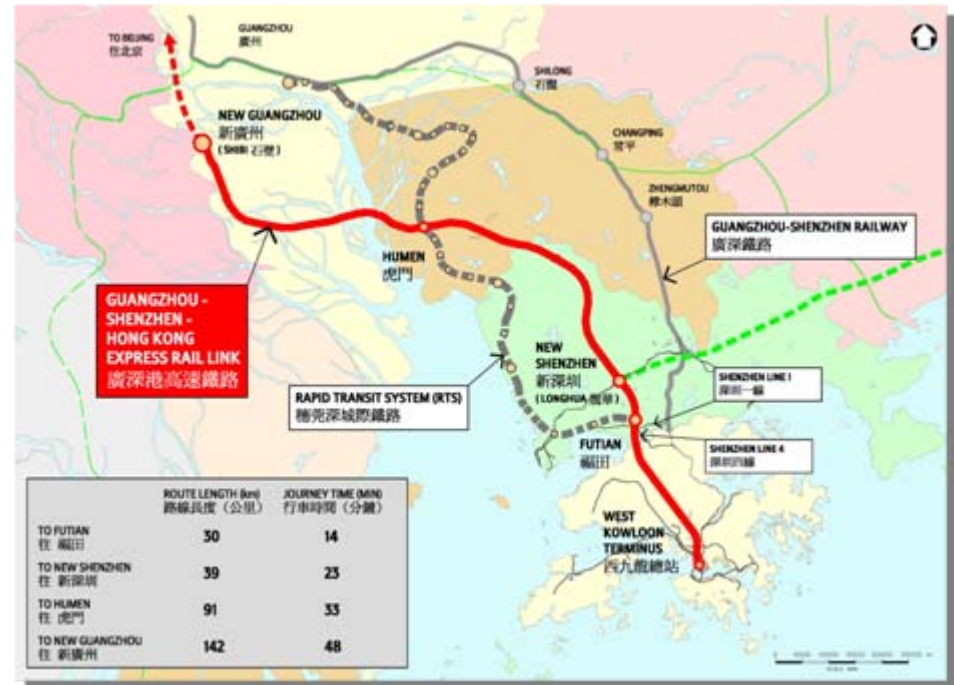 TO BEIJING
往北京
GUANGZHOU
廣州
SHILONG
石龍
NEW GUANGZHOU
新廣州
(SHIBI 石壁)
CHANGPING
常平
ZHENGMUTOU
樟木頭
GUANGZHOU-SHENZHEN RAILWAY
廣深鐵路
HUMEN
虎門
GUANGZHOU -
SHENZHEN -
HONG KONG
EXPRESS RAIL LINK
廣深港高速鐵路
NEW
SHENZHEN
新深圳
(LONGHUA 龍華)
SHENZHEN LINE 1
深圳一線
RAPID TRANSIT SYSTEM (RTS)
穗莞深城際鐵路
FUTIAN
福田
SHENZHEN LINE 4
深圳四線
WEST
KOWLOON
TERMINUS
西九龍總站
ROUTE LENGTH (km) JOURNEY TIME (MIN)
路線長度（公里） 行車時間（分鐘）
TO FUTIAN 30 14
往 福田
TO NEW SHENZHEN 39 23
往 新深圳
TO HUMEN 91 33
往 虎門
TO NEW GUANGZHOU 142 48
往 新廣州